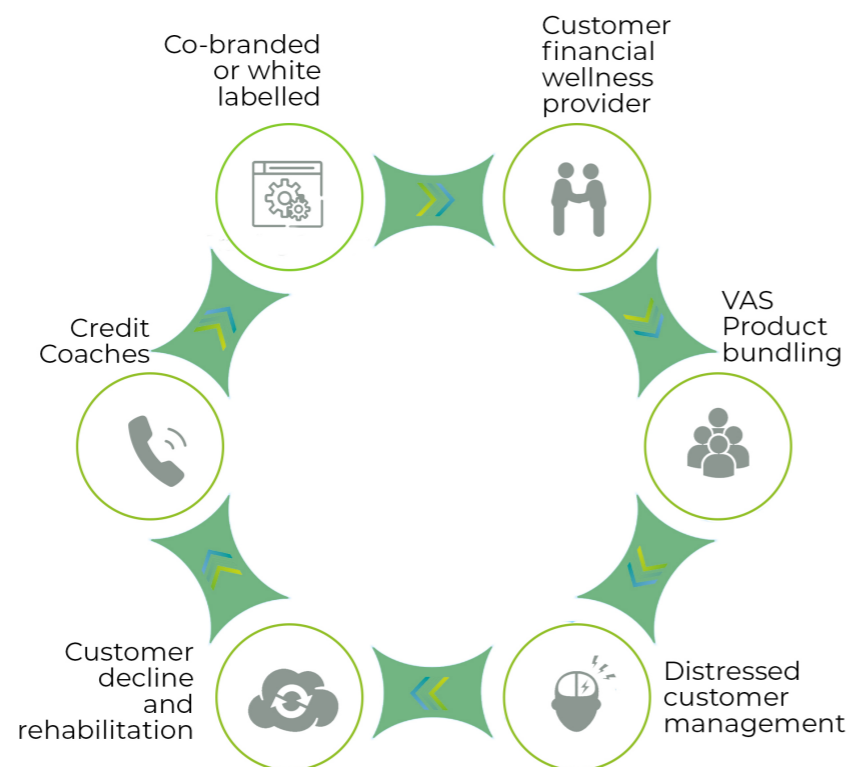 Co-branded
or white
labelled
Customer
financial
wellness
provider
VAS
Product
bundling
Distressed
customer
management
Customer
decline
and
rehabilitation
Credit
Coaches